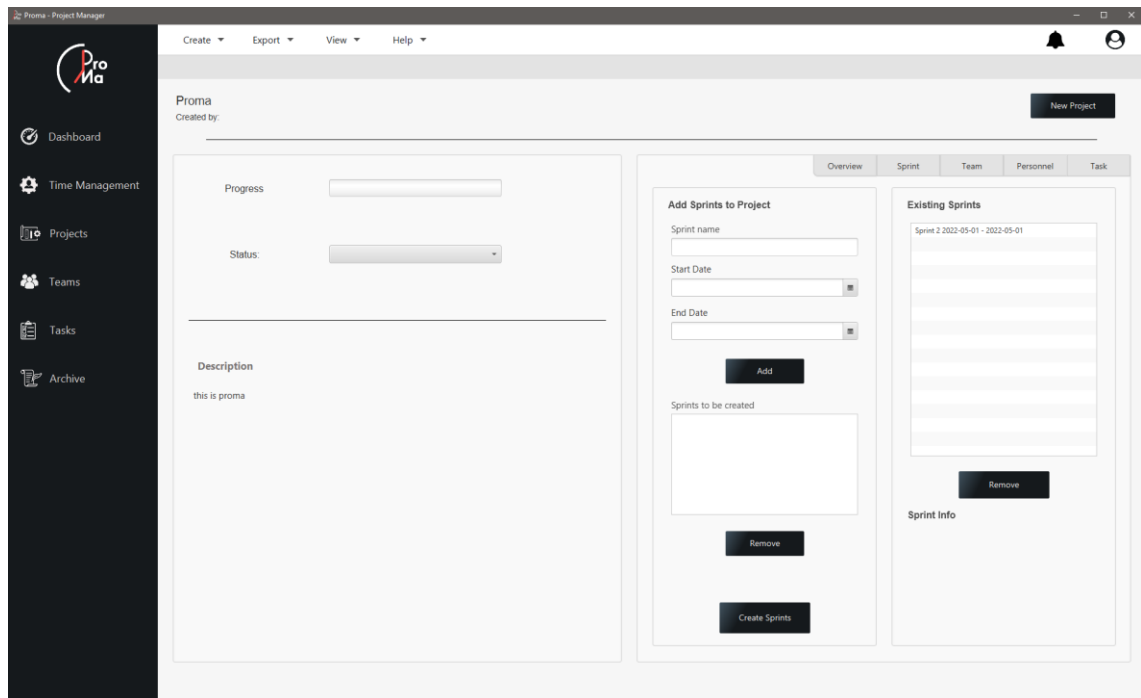 Proma - Project Manager
Pro
Ma
Create
Export
View
Help
Dashboard
Time Management
Projects
Teams
Tasks
Archive
Proma
Created by:
New Project
Progress
Status:
Description
this is proma
Overview
Sprint
Team
Personnel
Task
Add Sprints to Project
Sprint name
Start Date
End Date
Add
Sprints to be created
Remove
Create Sprints
Existing Sprints
Sprint 2 2022-05-01 - 2022-05-01
Remove
Sprint Info